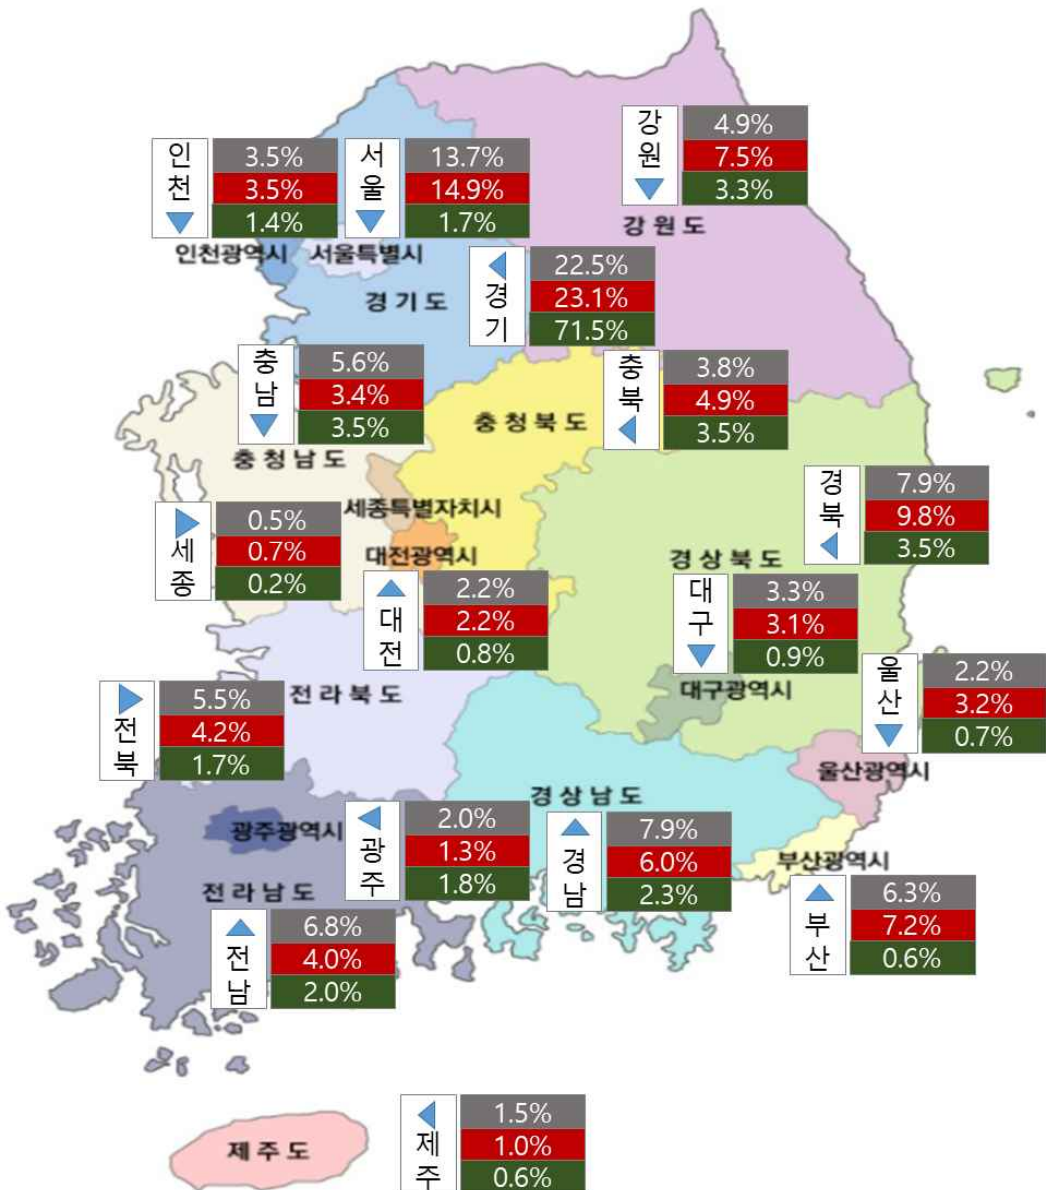 인천
3.5%
3.5%
1.4%
서울
13.7%
14.9%
1.7%
강원
4.9%
7.5%
3.3%
인천광역시
서울특별시
강원도
경기도
경기
22.5%
23.1%
71.5%
충남
5.6%
3.4%
3.5%
충청남도
충청북도
충북
3.8%
4.9%
3.5%
세종
0.5%
0.7%
0.2%
세종특별자치시
대전광역시
대전
2.2%
2.2%
0.8%
경북
7.9%
9.8%
3.5%
경상북도
대구
3.3%
3.1%
0.9%
대구광역시
울산
2.2%
3.2%
0.7%
울산광역시
전북
5.5%
4.2%
1.7%
전라북도
광주광역시
광주
2.0%
1.3%
1.8%
경상남도
경남
7.9%
6.0%
2.3%
부산광역시
부산
6.3%
7.2%
0.6%
전라남도
전남
6.8%
4.0%
2.0%
제주도
제주
1.5%
1.0%
0.6%